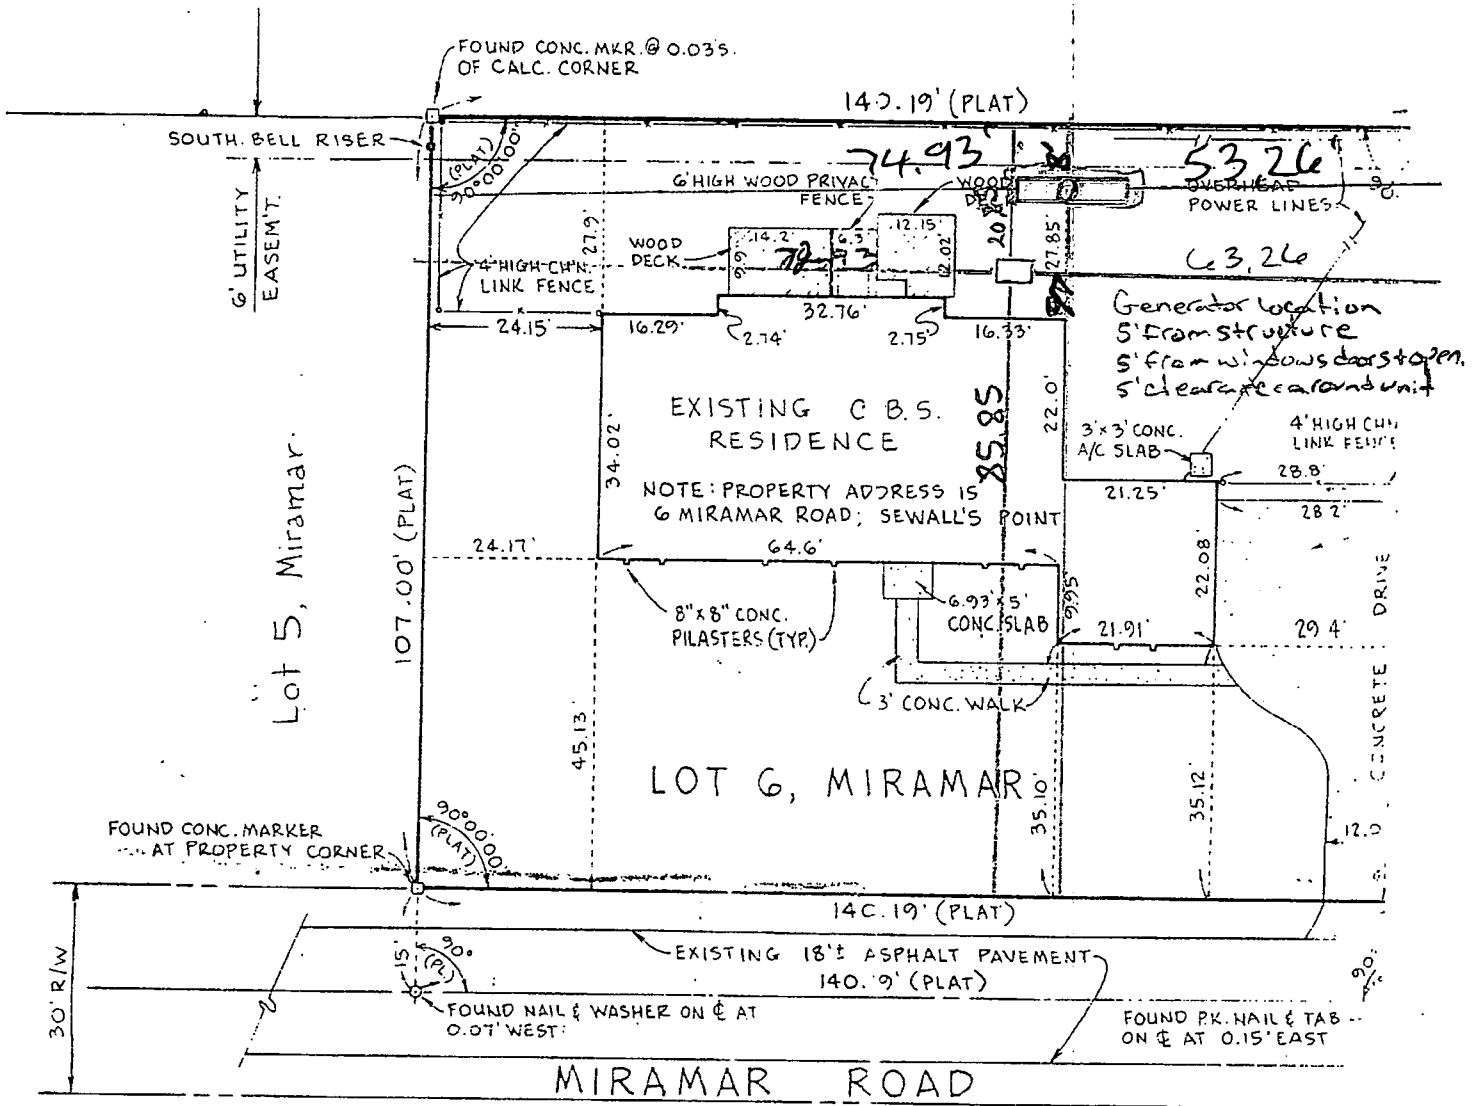 FOUND CONC. MKR. @ 0.03'S.
OF CALC. CORNER
140.19' (PLAT)
SOUTH. BELL RISER
(PLAT)
90°00'00"
74.93'
53.26'
6' HIGH WOOD PRIVAC
FENCE
WOOD
OVERHEAD
POWER LINES
6' UTILITY
EASEM'T.
27.9'
WOOD
DECK
14.2'
9.9
6.3
12.15'
12.02'
20
27.85'
63.26
4' HIGH CH'N.
LINK FENCE
24.15'
16.29'
2.74'
32.76'
2.75'
16.33'
Generator location
5' from structure
5' from windows doors + open.
5' clearance around unit
EXISTING C B.S.
RESIDENCE
85.85
22.0'
34.02'
3'x3' CONC.
A/C SLAB
4' HIGH CHN
LINK FENCE
28.8'
21.25'
28.2'
NOTE: PROPERTY ADDRESS IS
6 MIRAMAR ROAD; SEWALL'S POINT
Lot 5, Miramar.
107.00' (PLAT)
24.17'
64.6'
8"x8" CONC.
PILASTERS (TYP.)
6.93'x5'
CONC. SLAB
9.95'
22.08'
21.91'
29.4'
3' CONC. WALK
CONCRETE DRIVE
45.13'
LOT 6, MIRAMAR
35.10'
35.12'
12.0
FOUND CONC. MARKER
AT PROPERTY CORNER
90°00'00"
(PLAT)
14C.19' (PLAT)
30' R/W
15'
90°
(PL.)
EXISTING 18'± ASPHALT PAVEMENT
140. 9' (PLAT)
90°
FOUND NAIL & WASHER ON ℄ AT
0.07' WEST.
FOUND P.K. NAIL & TAB
ON ℄ AT 0.15' EAST
MIRAMAR ROAD